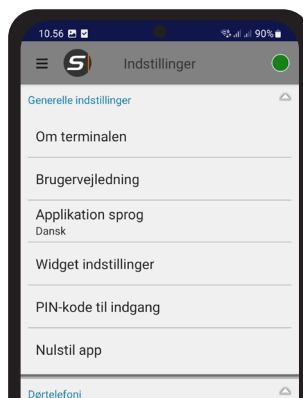 10.56 90%
S Indstillinger
Generelle indstillinger
Om terminalen
Brugervejledning
Applikation sprog
Dansk
Widget indstillinger
PIN-kode til indgang
Nulstil app
Dørtelefoni